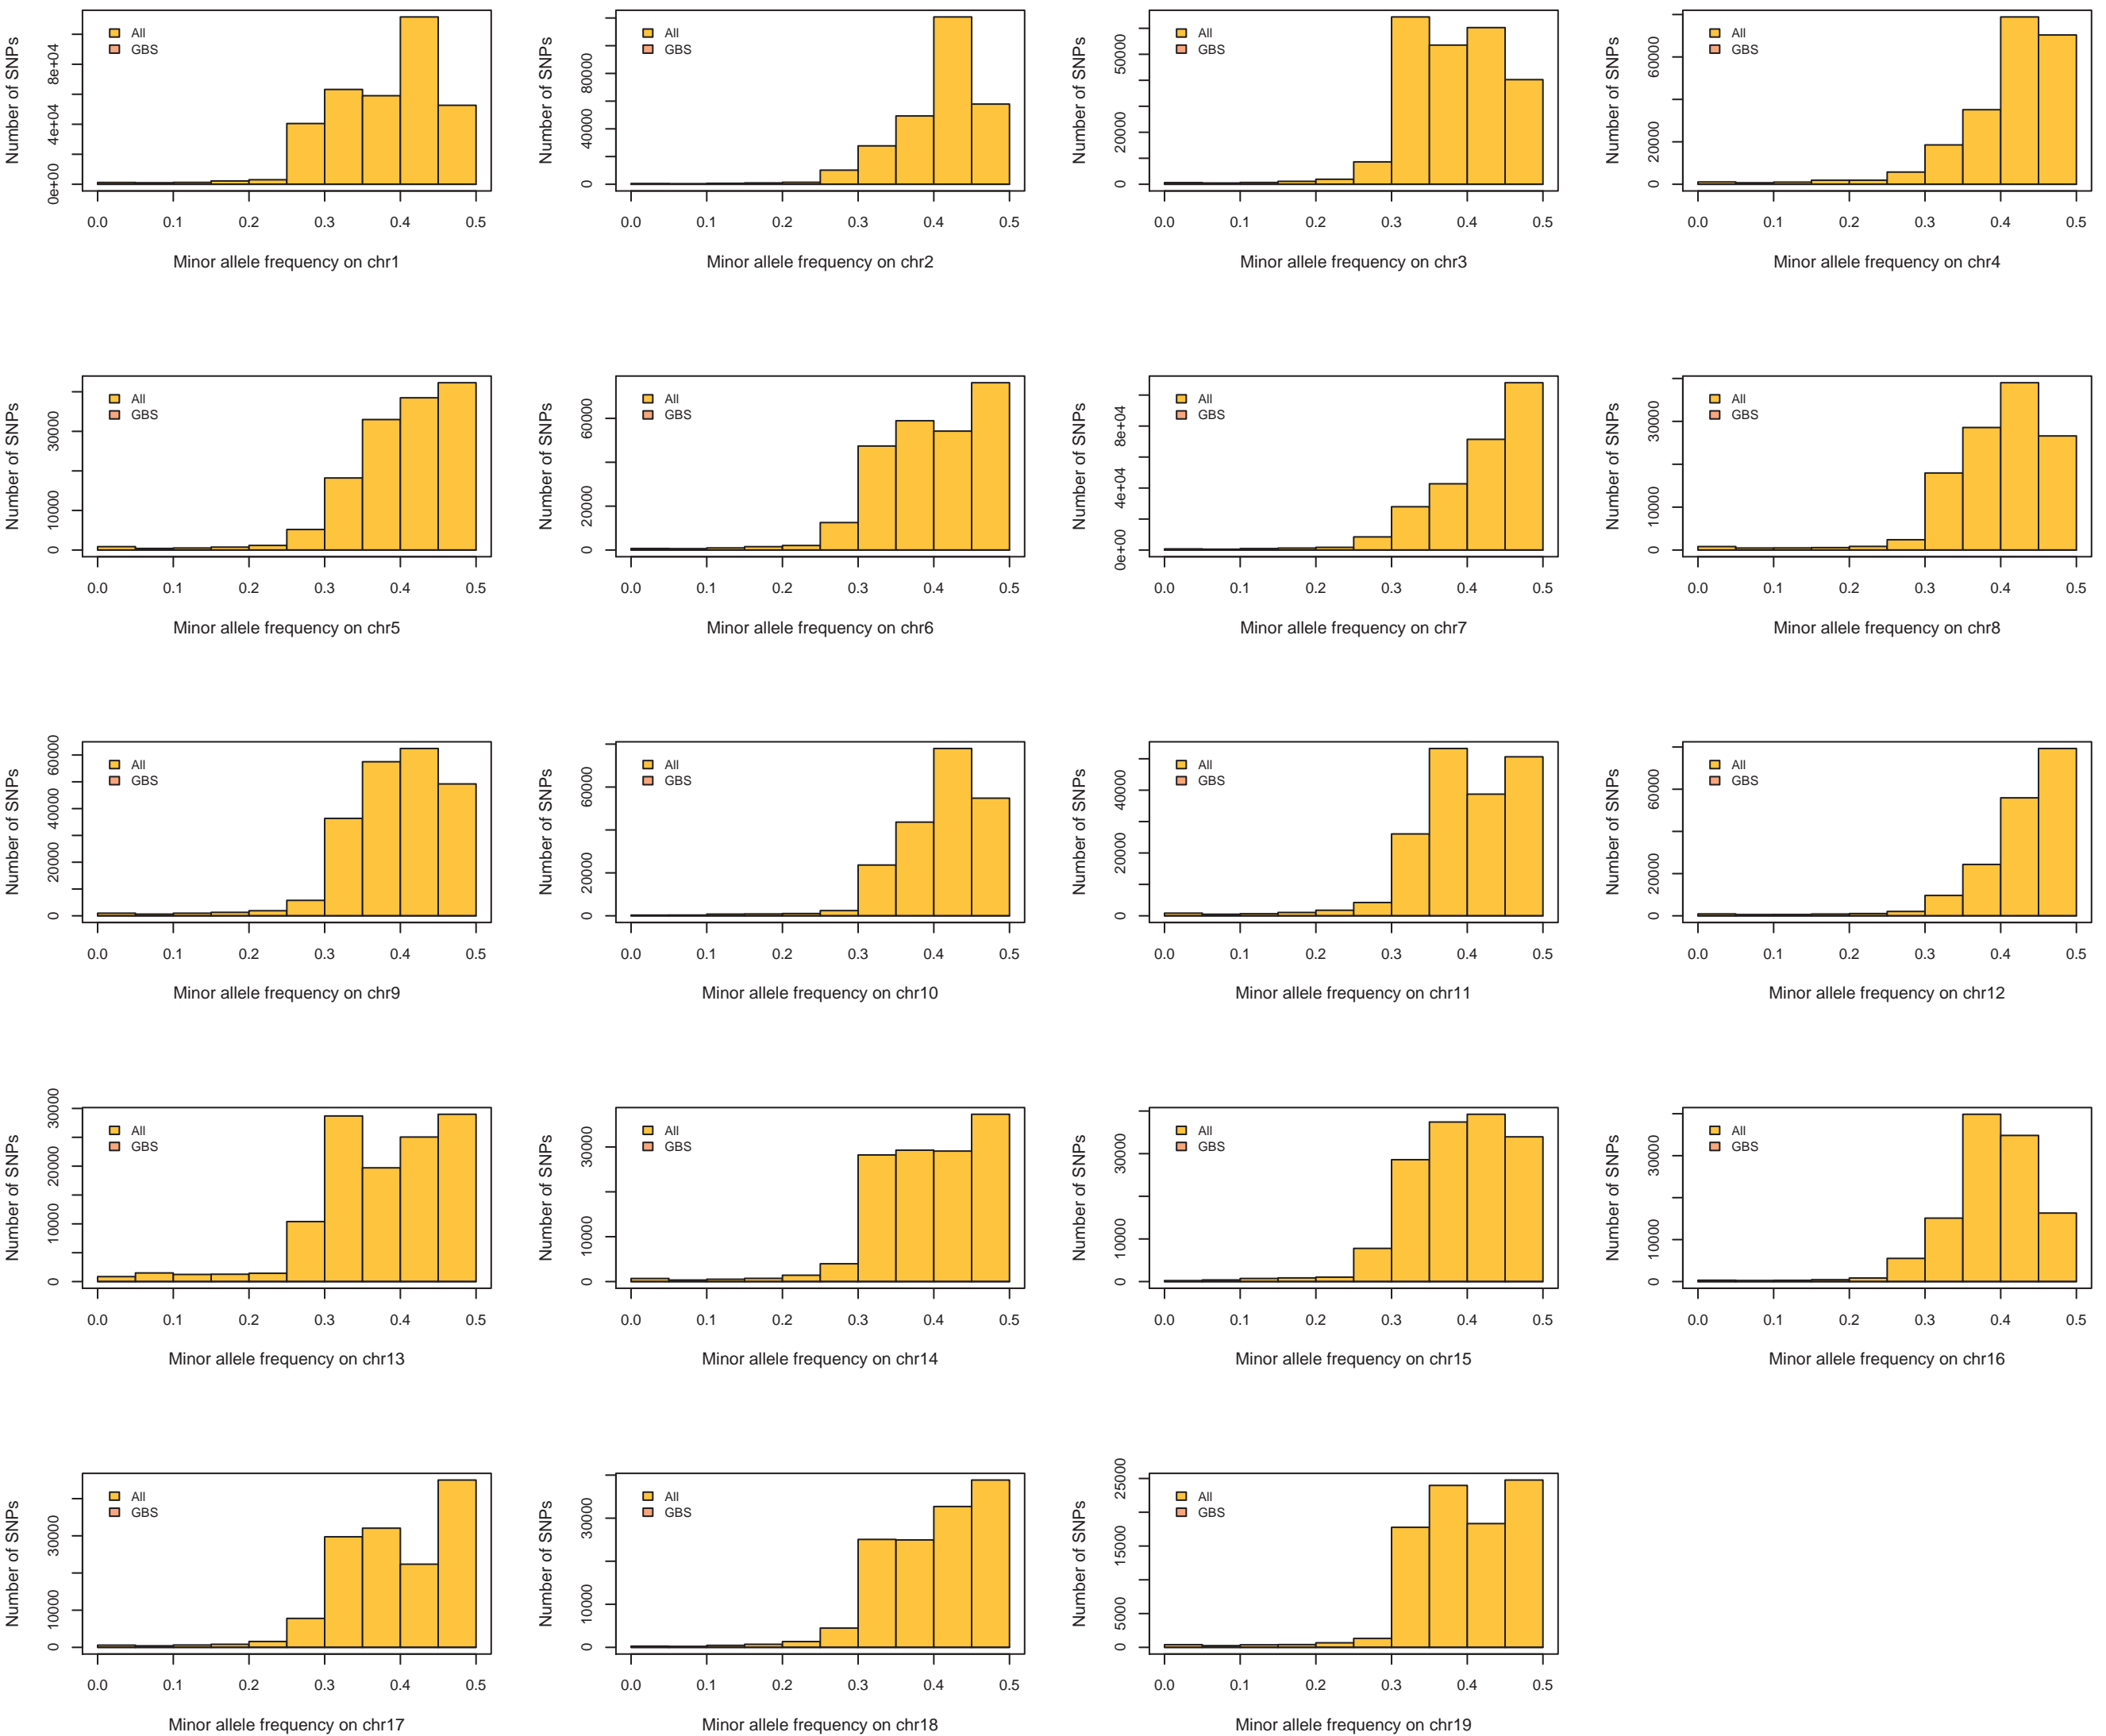 Number of SNPs
0e+00 4e+04 8e+04
All
GBS
0.0 0.1 0.2 0.3 0.4 0.5
Minor allele frequency on chr1
Number of SNPs
0 40000 80000
All
GBS
0.0 0.1 0.2 0.3 0.4 0.5
Minor allele frequency on chr2
Number of SNPs
0 20000 50000
All
GBS
0.0 0.1 0.2 0.3 0.4 0.5
Minor allele frequency on chr3
Number of SNPs
0 20000 60000
All
GBS
0.0 0.1 0.2 0.3 0.4 0.5
Minor allele frequency on chr4
Number of SNPs
0 10000 30000
All
GBS
0.0 0.1 0.2 0.3 0.4 0.5
Minor allele frequency on chr5
Number of SNPs
0 20000 60000
All
GBS
0.0 0.1 0.2 0.3 0.4 0.5
Minor allele frequency on chr6
Number of SNPs
0e+00 4e+04 8e+04
All
GBS
0.0 0.1 0.2 0.3 0.4 0.5
Minor allele frequency on chr7
Number of SNPs
0 10000 30000
All
GBS
0.0 0.1 0.2 0.3 0.4 0.5
Minor allele frequency on chr8
Number of SNPs
0 20000 40000 60000
All
GBS
0.0 0.1 0.2 0.3 0.4 0.5
Minor allele frequency on chr9
Number of SNPs
0 20000 60000
All
GBS
0.0 0.1 0.2 0.3 0.4 0.5
Minor allele frequency on chr10
Number of SNPs
0 20000 40000
All
GBS
0.0 0.1 0.2 0.3 0.4 0.5
Minor allele frequency on chr11
Number of SNPs
0 20000 60000
All
GBS
0.0 0.1 0.2 0.3 0.4 0.5
Minor allele frequency on chr12
Number of SNPs
0 10000 20000 30000
All
GBS
0.0 0.1 0.2 0.3 0.4 0.5
Minor allele frequency on chr13
Number of SNPs
0 10000 30000
All
GBS
0.0 0.1 0.2 0.3 0.4 0.5
Minor allele frequency on chr14
Number of SNPs
0 10000 30000
All
GBS
0.0 0.1 0.2 0.3 0.4 0.5
Minor allele frequency on chr15
Number of SNPs
0 10000 30000
All
GBS
0.0 0.1 0.2 0.3 0.4 0.5
Minor allele frequency on chr16
Number of SNPs
0 10000 30000
All
GBS
0.0 0.1 0.2 0.3 0.4 0.5
Minor allele frequency on chr17
Number of SNPs
0 10000 30000
All
GBS
0.0 0.1 0.2 0.3 0.4 0.5
Minor allele frequency on chr18
Number of SNPs
0 5000 15000 25000
All
GBS
0.0 0.1 0.2 0.3 0.4 0.5
Minor allele frequency on chr19